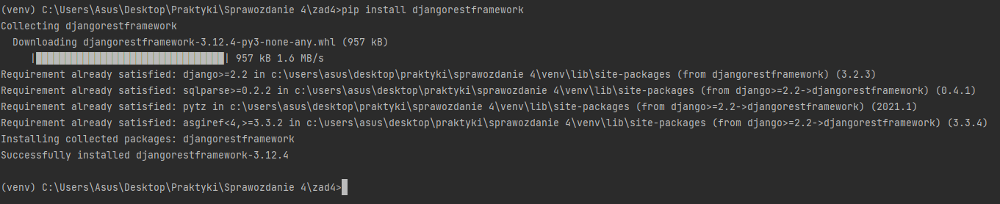 (venv) C:\Users\Asus\Desktop\Praktyki\Sprawozdanie 4\zad4>pip install djangorestframework
Collecting djangorestframework
  Downloading djangorestframework-3.12.4-py3-none-any.whl (957 kB)
     |████████████████████████████████| 957 kB 1.6 MB/s
Requirement already satisfied: django>=2.2 in c:\users\asus\desktop\praktyki\sprawozdanie 4\venv\lib\site-packages (from djangorestframework) (3.2.3)
Requirement already satisfied: sqlparse>=0.2.2 in c:\users\asus\desktop\praktyki\sprawozdanie 4\venv\lib\site-packages (from django>=2.2->djangorestframework) (0.4.1)
Requirement already satisfied: pytz in c:\users\asus\desktop\praktyki\sprawozdanie 4\venv\lib\site-packages (from django>=2.2->djangorestframework) (2021.1)
Requirement already satisfied: asgiref<4,>=3.3.2 in c:\users\asus\desktop\praktyki\sprawozdanie 4\venv\lib\site-packages (from django>=2.2->djangorestframework) (3.3.4)
Installing collected packages: djangorestframework
Successfully installed djangorestframework-3.12.4
(venv) C:\Users\Asus\Desktop\Praktyki\Sprawozdanie 4\zad4>